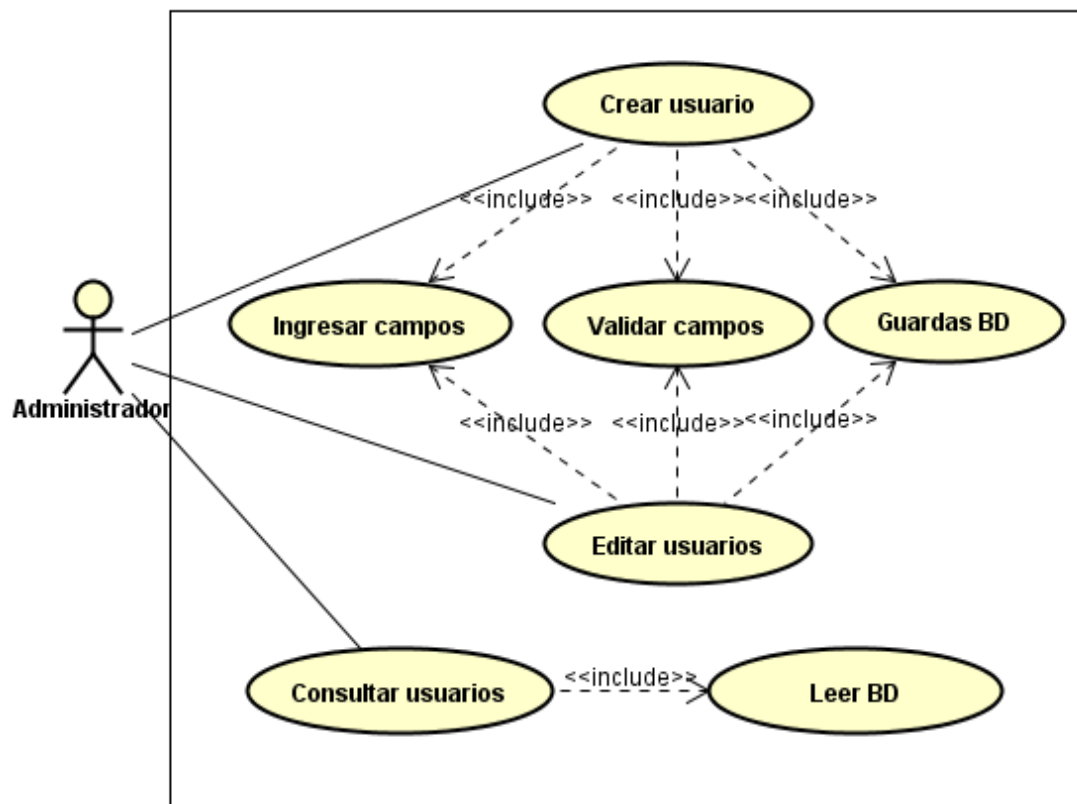 Crear usuario
<<include>>
<<include>>
<<include>>
Ingresar campos
Validar campos
Guardas BD
Administrador
<<include>>
<<include>>
<<include>>
Editar usuarios
Consultar usuarios
<<include>>
Leer BD